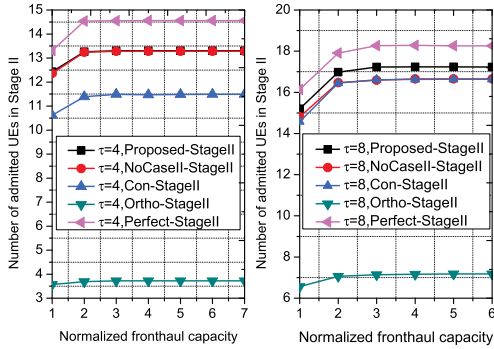 Number of admitted UEs in Stage II
15
14
13
12
11
10
9
8
7
6
5
4
3
τ=4,Proposed-StageII
τ=4,NoCaseII-StageII
τ=4,Con-StageII
τ=4,Ortho-StageII
τ=4,Perfect-StageII
1 2 3 4 5 6 7
Normalized fronthaul capacity
Number of admitted UEs in Stage II
20
18
16
14
12
10
8
6
τ=8,Proposed-StageII
τ=8,NoCaseII-StageII
τ=8,Con-StageII
τ=8,Ortho-StageII
τ=8,Perfect-StageII
1 2 3 4 5 6
Normalized fronthaul capacity